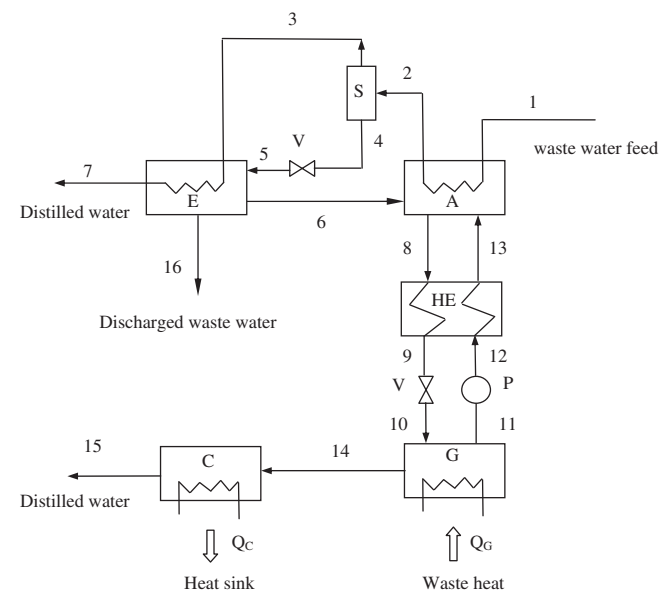 3
2
S
1
V
4
waste water feed
5
7
E
A
Distilled water
6
16
8
13
Discharged waste water
HE
9
12
V
P
10
11
15
C
14
G
Distilled water
QC
QG
Heat sink
Waste heat